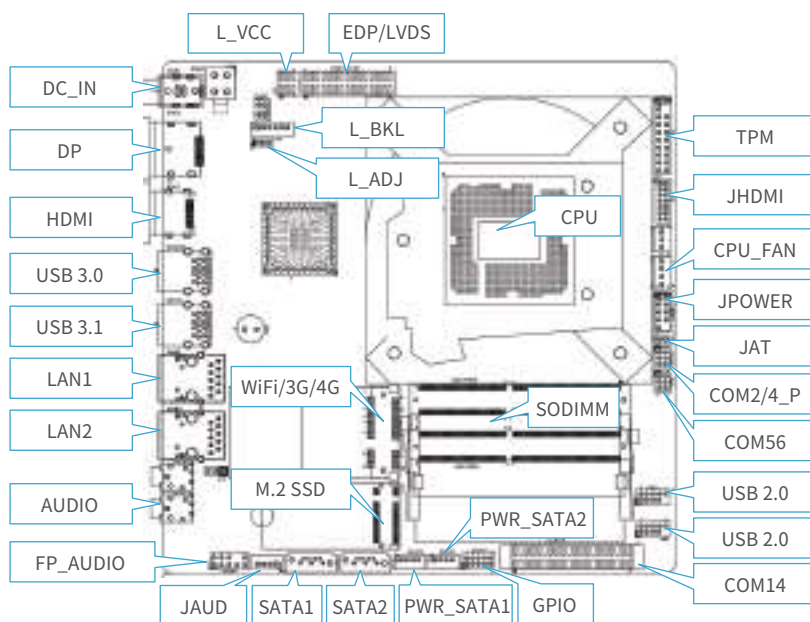 L_VCC
EDP/LVDS
DC_IN
L_BKL
TPM
DP
L_ADJ
JHDMI
HDMI
CPU
CPU_FAN
USB 3.0
JPOWER
USB 3.1
JAT
LAN1
WiFi/3G/4G
SODIMM
COM2/4_P
LAN2
COM56
M.2 SSD
USB 2.0
AUDIO
PWR_SATA2
USB 2.0
FP_AUDIO
COM14
JAUD
SATA1
SATA2
PWR_SATA1
GPIO